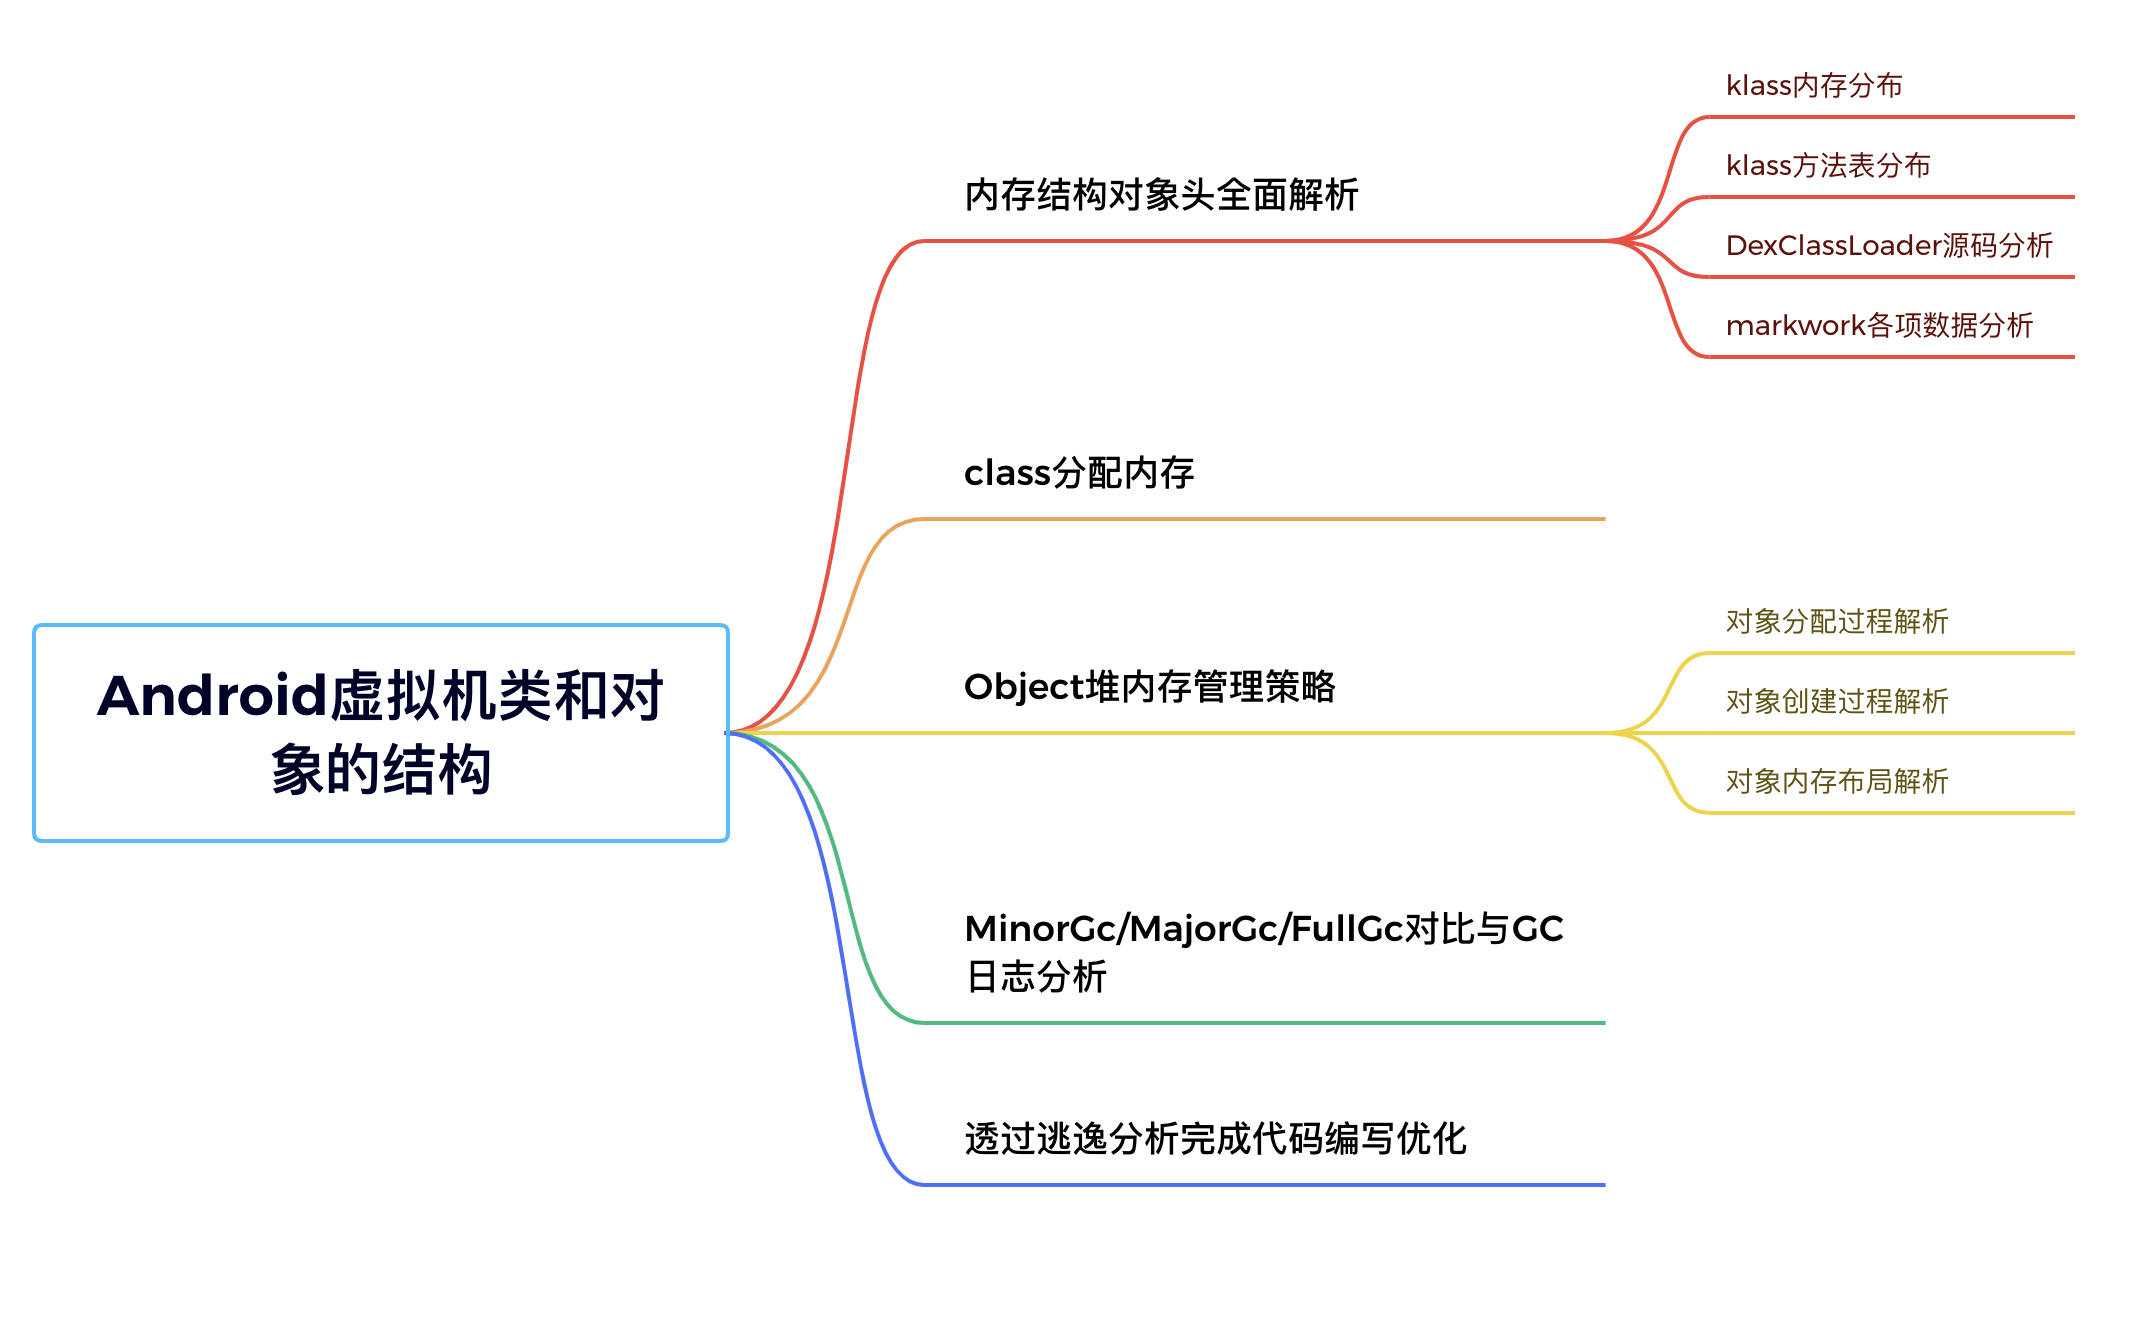 Android虚拟机类和对
象的结构
内存结构对象头全面解析
klass内存分布
klass方法表分布
DexClassLoader源码分析
markwork各项数据分析
class分配内存
Object堆内存管理策略
对象分配过程解析
对象创建过程解析
对象内存布局解析
MinorGc/MajorGc/FullGc对比与GC
日志分析
透过逃逸分析完成代码编写优化